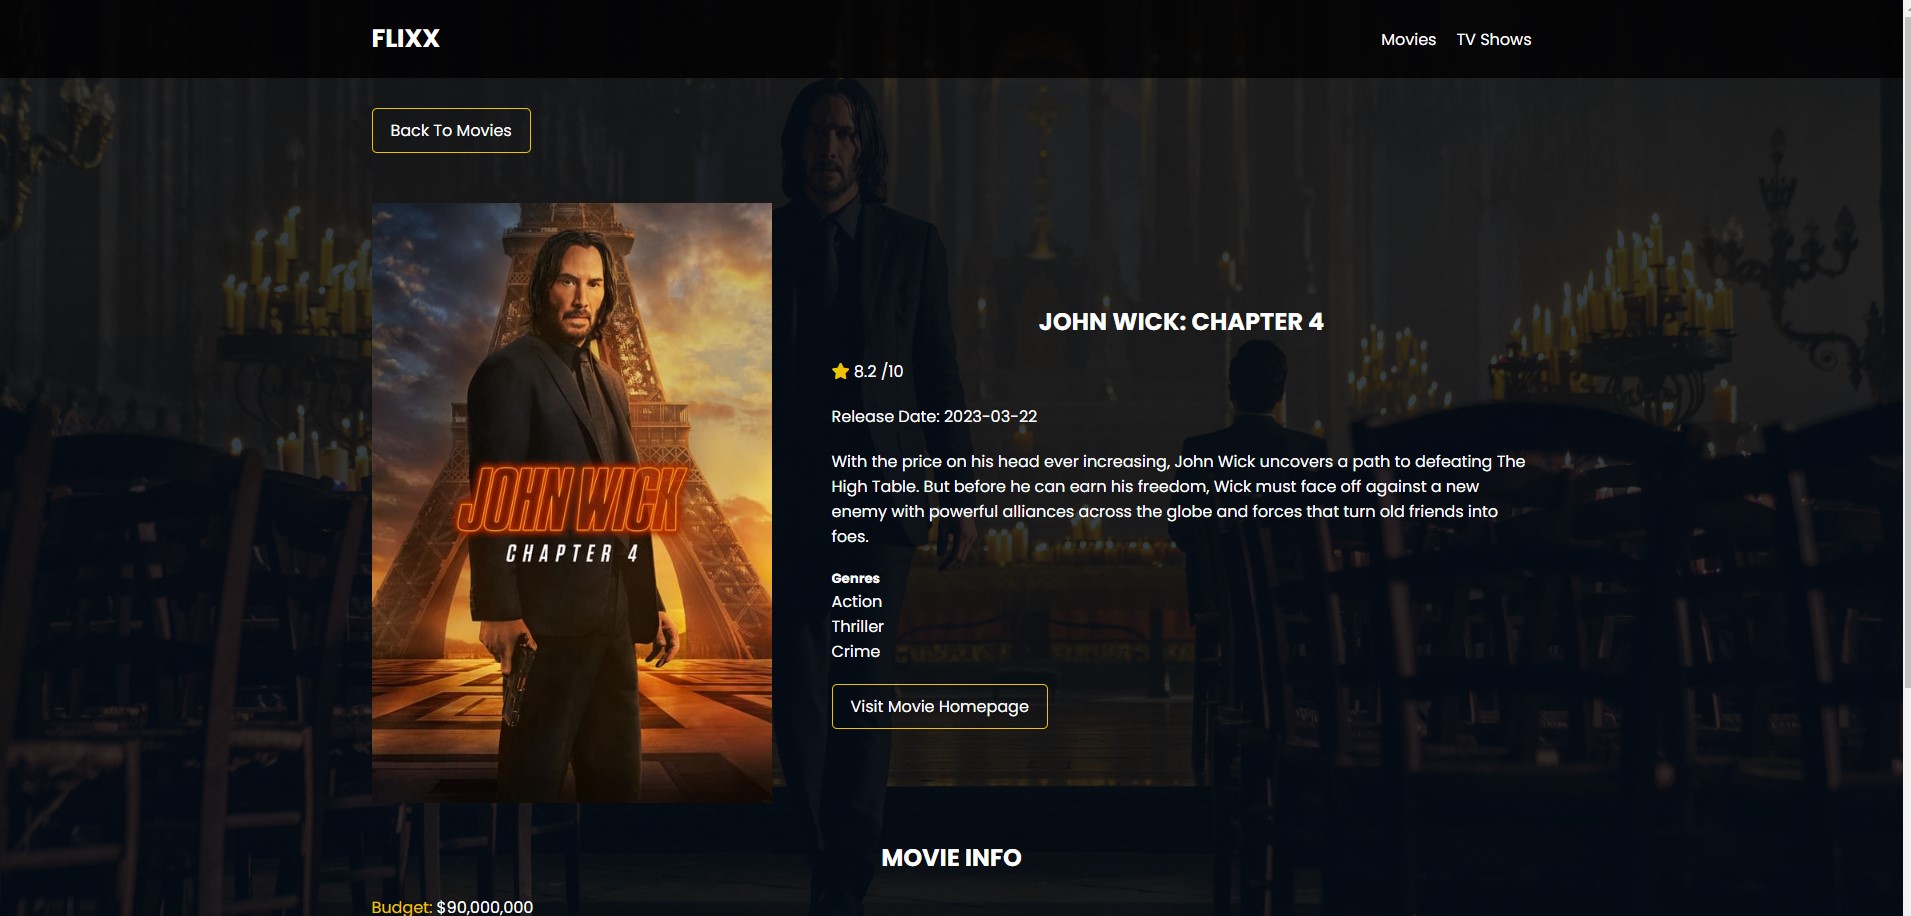 FLIXX
Movies
TV Shows
Back To Movies
JOHN WICK
CHAPTER 4
JOHN WICK: CHAPTER 4
8.2 /10
Release Date: 2023-03-22
With the price on his head ever increasing, John Wick uncovers a path to defeating The
High Table. But before he can earn his freedom, Wick must face off against a new
enemy with powerful alliances across the globe and forces that turn old friends into
foes.
Genres
Action
Thriller
Crime
Visit Movie Homepage
MOVIE INFO
Budget: $90,000,000